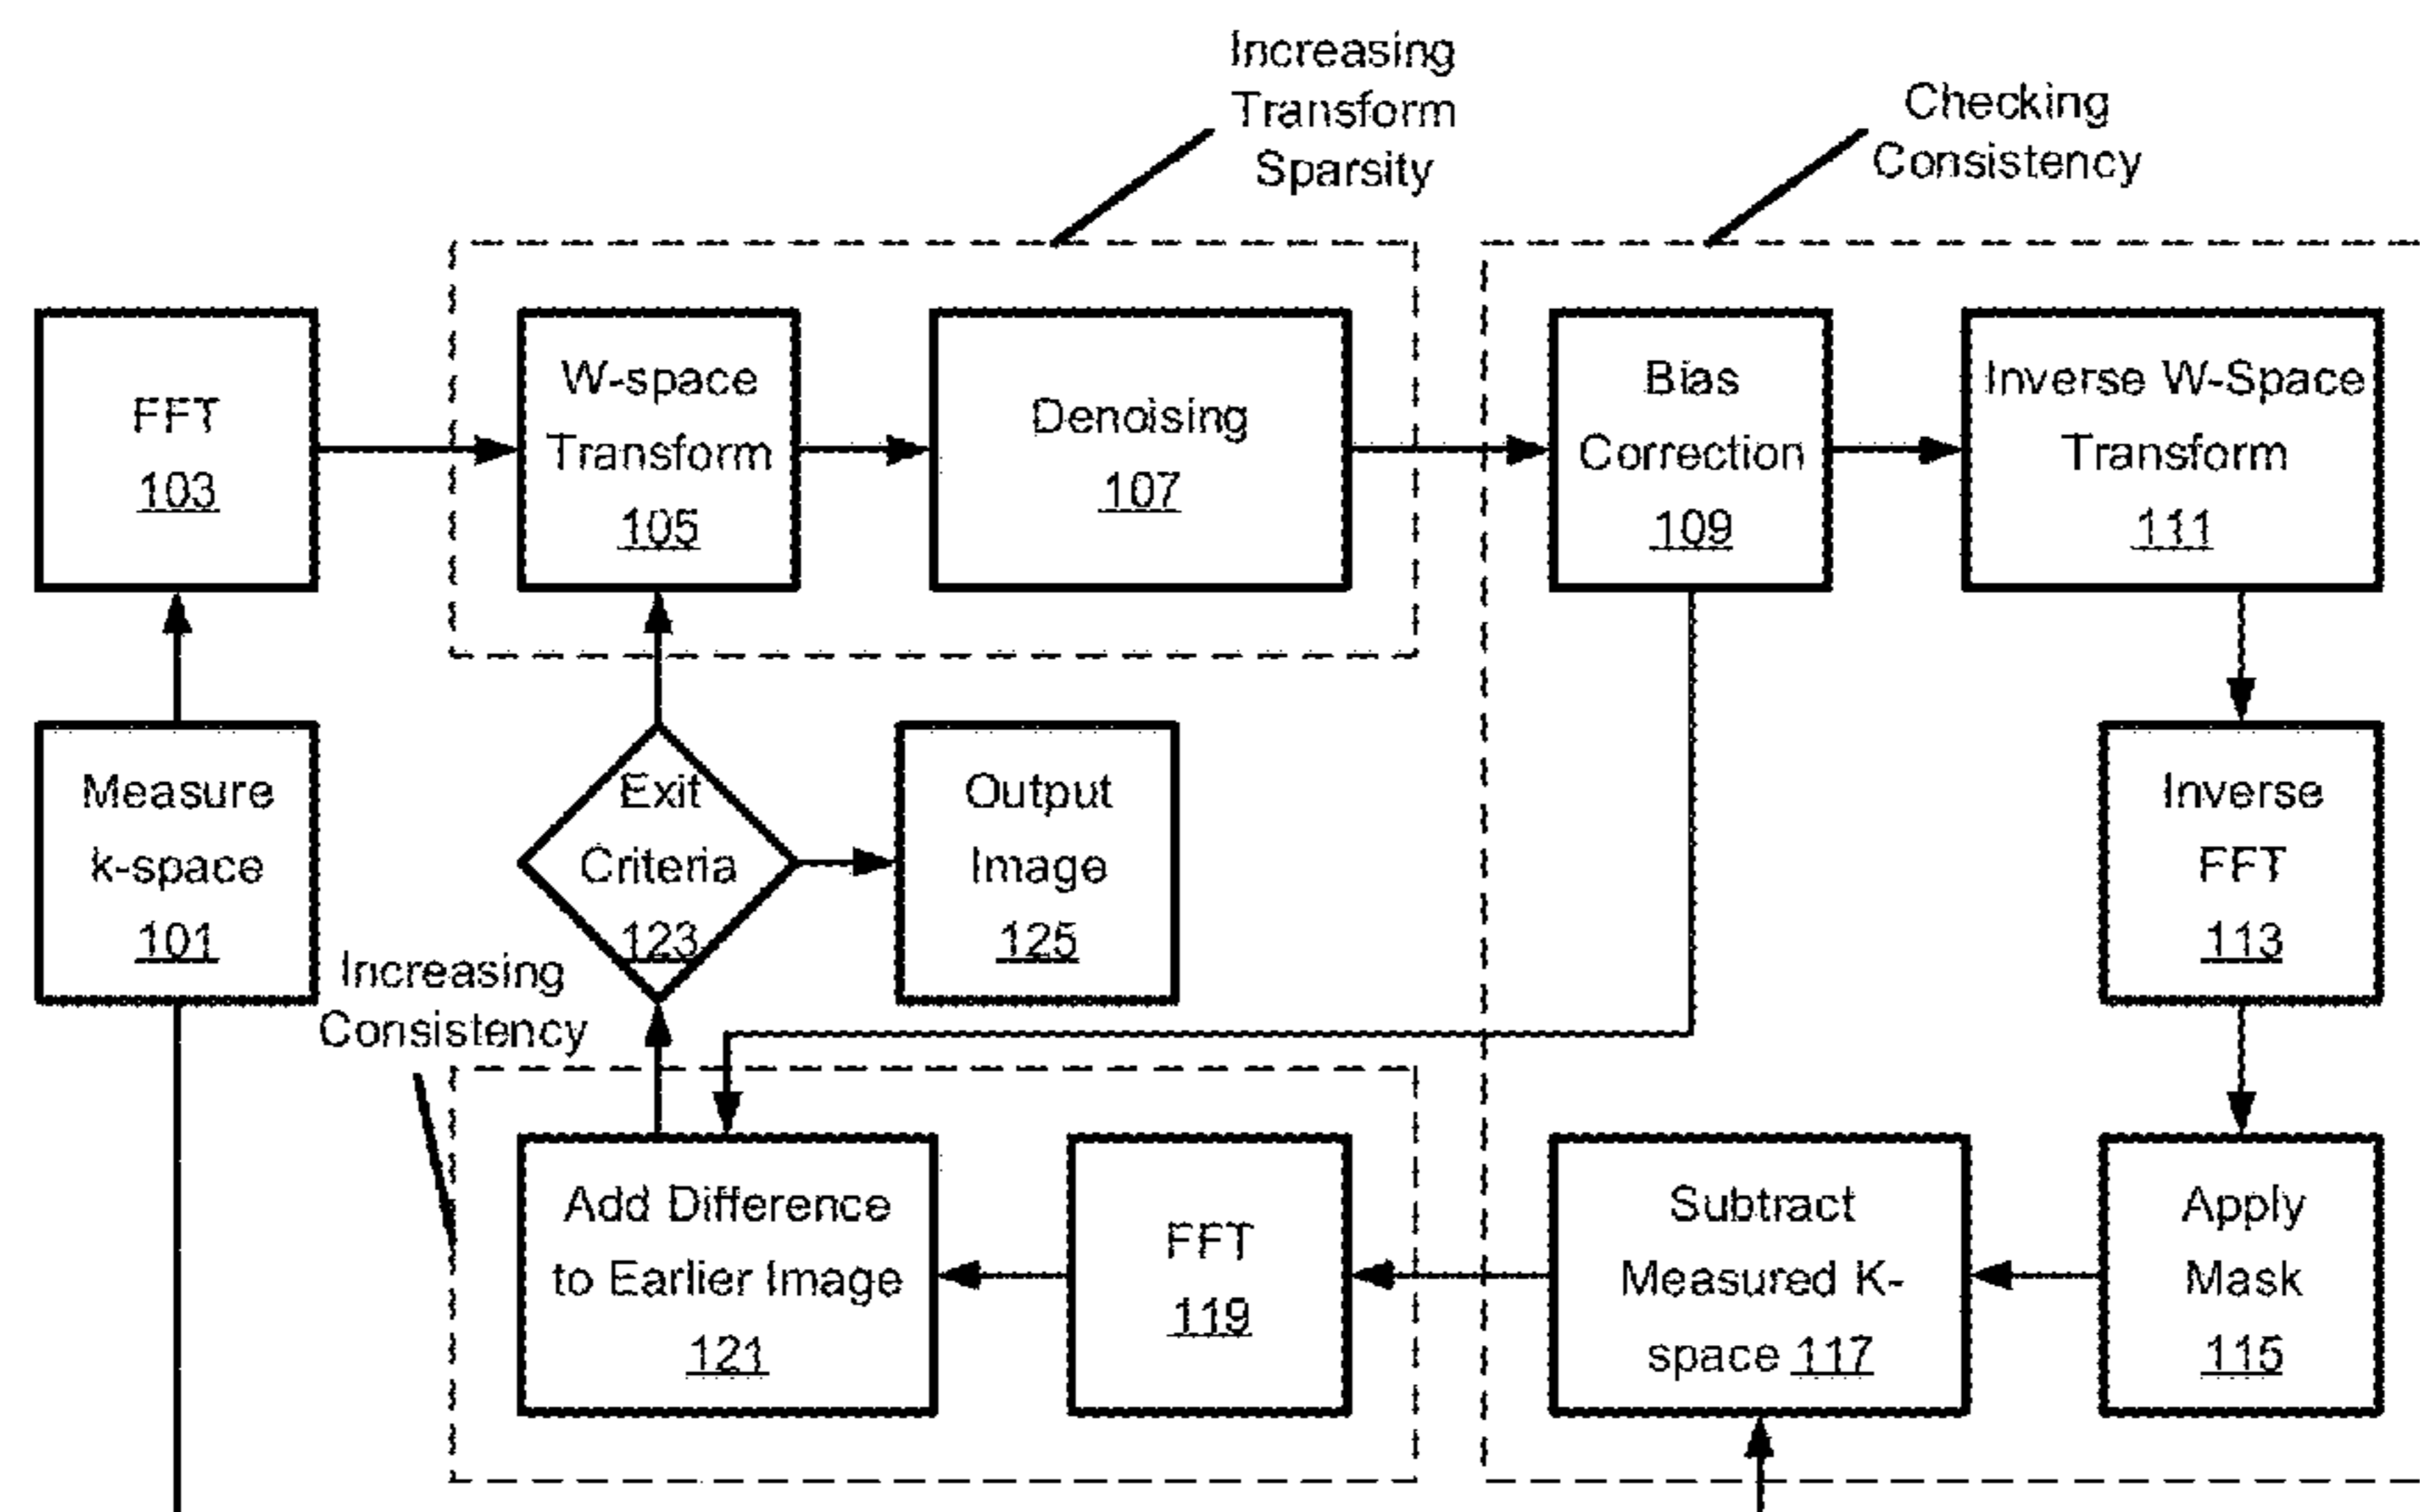 Increasing
Transform
Sparsity
Checking
Consistency
FFT
103
W-space
Transform
105
Denoising
107
Bias
Correction
109
Inverse W-Space
Transform
111
Measure
k-space
101
Exit
Criteria
123
Output
Image
125
Inverse
FFT
113
Increasing
Consistency
Add Difference
to Earlier Image
121
FFT
119
Subtract
Measured K-
space 117
Apply
Mask
115